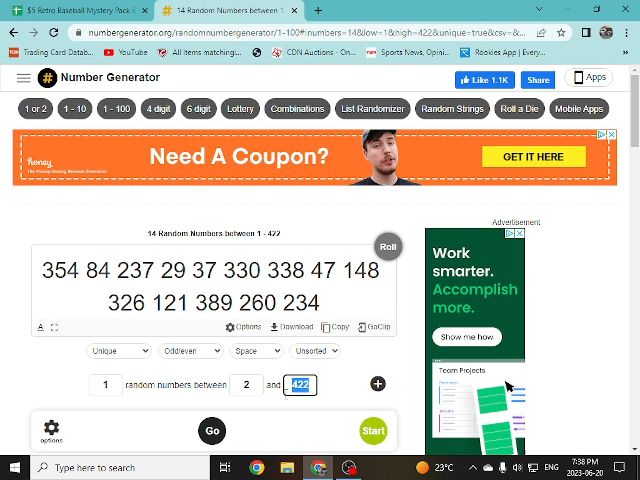 $5 Retro Baseball Mystery Pack B
14 Random Numbers between 1 -
numbergenerator.org/randomnumbergenerator/1-100#!numbers=14&low=1&high=422&unique=true&csv=&...
Trading Card Datab... YouTube All Items matching!... CDN Auctions - On... Sports News, Opini... Rookies App | Every...
Number Generator
Like 1.1K Share Apps
1 or 2 1 - 10 1 - 100 4 digit 6 digit Lottery Combinations List Randomizer Random Strings Roll a Die Mobile Apps
honey
The Money-Saving Browser Extension
Need A Coupon?
GET IT HERE
Advertisement
14 Random Numbers between 1 - 422
Roll
354 84 237 29 37 330 338 47 148
326 121 389 260 234
A Options Download Copy GoClip
Unique Odd/even Space Unsorted
1 random numbers between 2 and 422
options
Go
Start
Work
smarter.
Accomplish
more.
Show me how
Team Projects
Type here to search
23°C
ENG
7:38 PM
2023-06-20